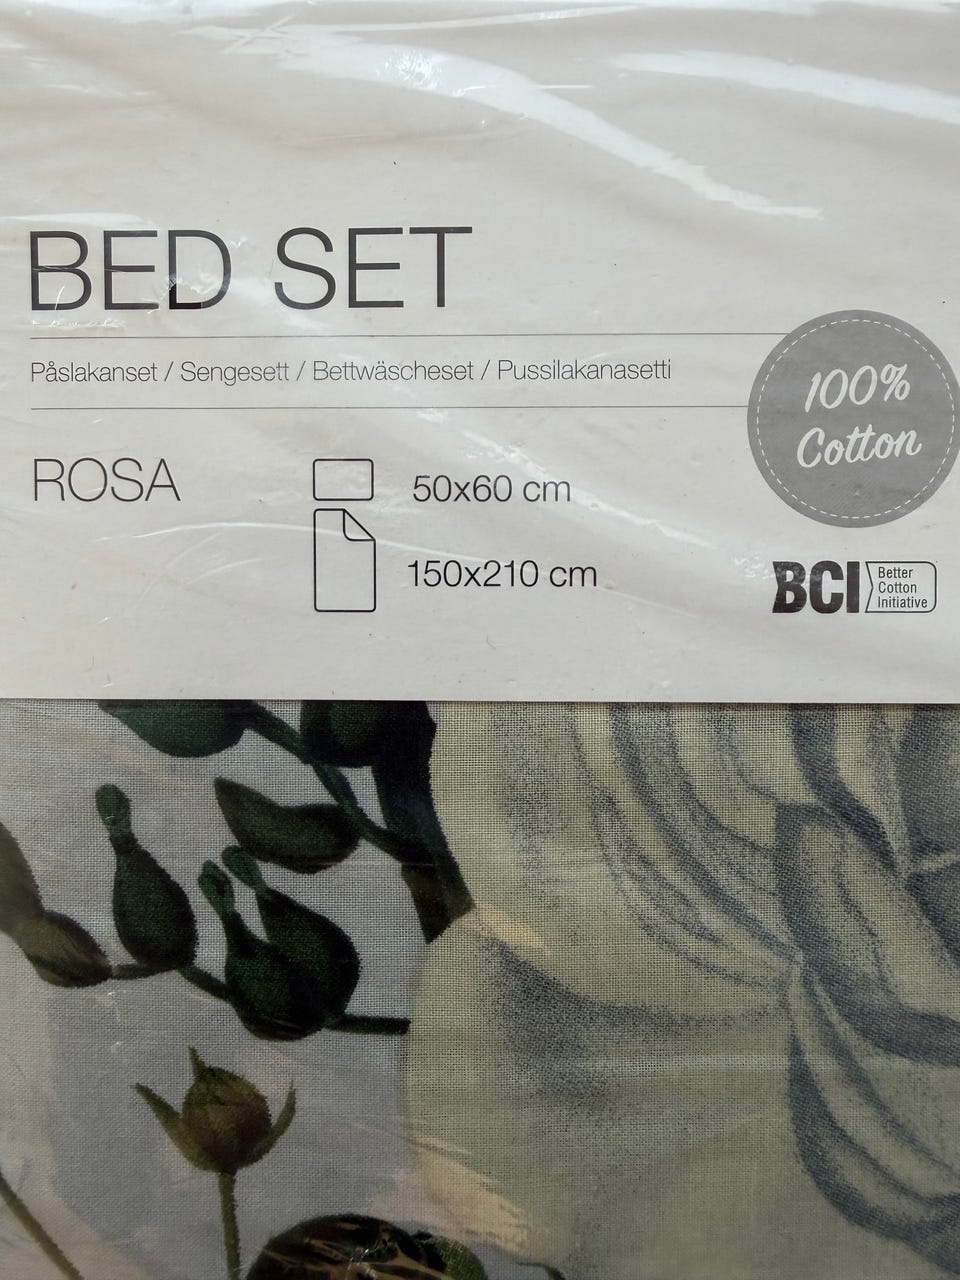 BED SET
Påslakanset / Sengesett / Bettwäscheset / Pussilakanasetti
100%
Cotton
ROSA
50x60 cm
150x210 cm
BCI
Better
Cotton
Initiative